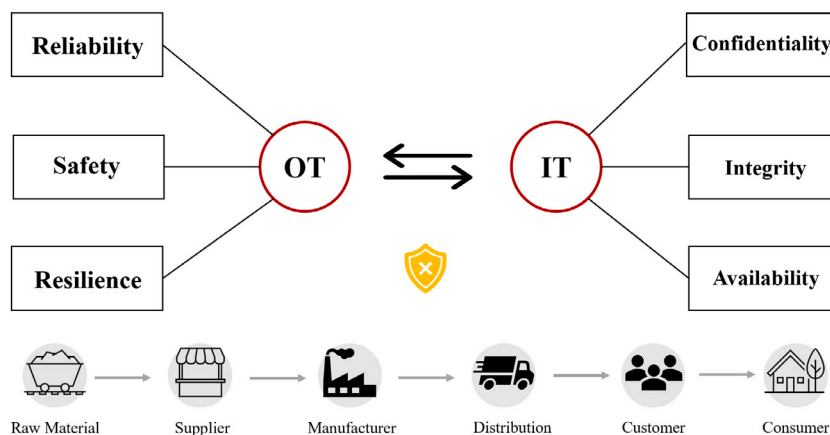 Reliability
Confidentiality
Safety
OT
IT
Integrity
Resilience
Availability
Raw Material
Supplier
Manufacturer
Distribution
Customer
Consumer